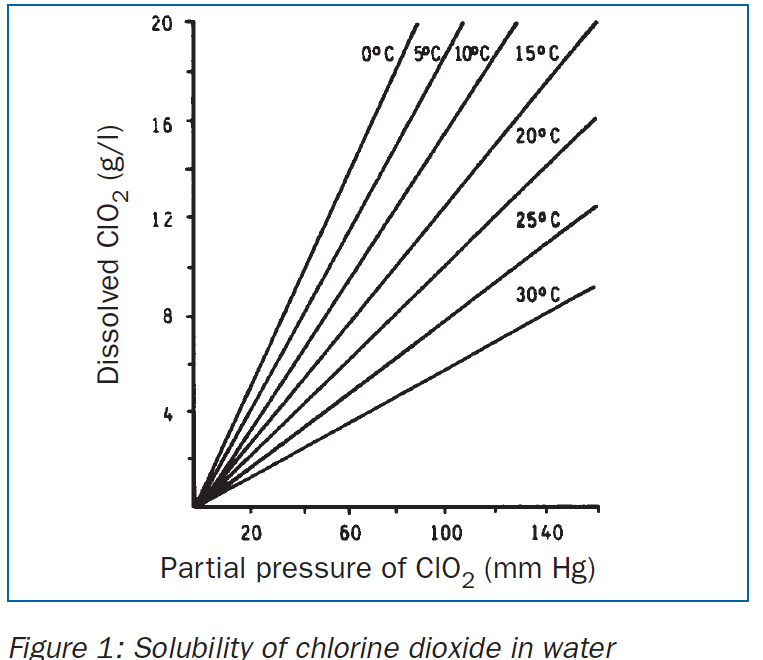 20
0°C 5°C 10°C 15°C
16
20°C
12
25°C
30°C
8
4
Dissolved ClO₂ (g/l)
20 60 100 140
Partial pressure of ClO₂ (mm Hg)
Figure 1: Solubility of chlorine dioxide in water